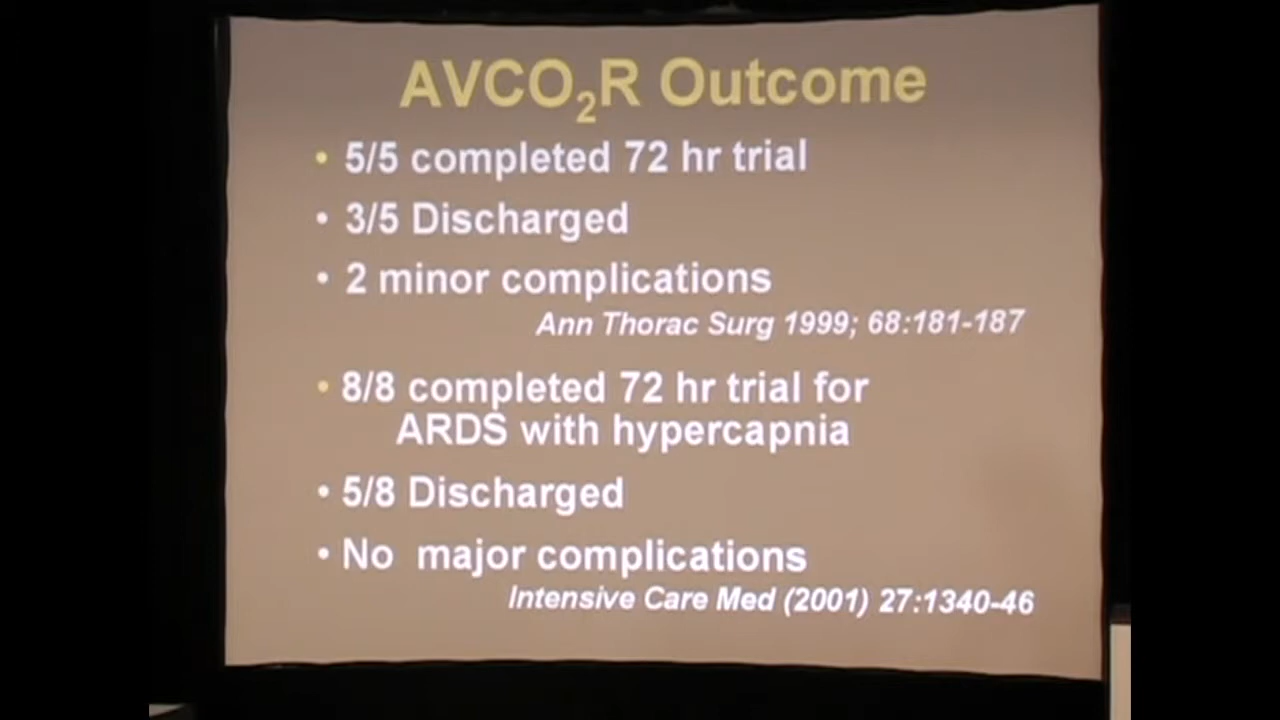 AVCO₂R Outcome
• 5/5 completed 72 hr trial
• 3/5 Discharged
• 2 minor complications
Ann Thorac Surg 1999; 68:181-187
• 8/8 completed 72 hr trial for
ARDS with hypercapnia
• 5/8 Discharged
• No major complications
Intensive Care Med (2001) 27:1340-46